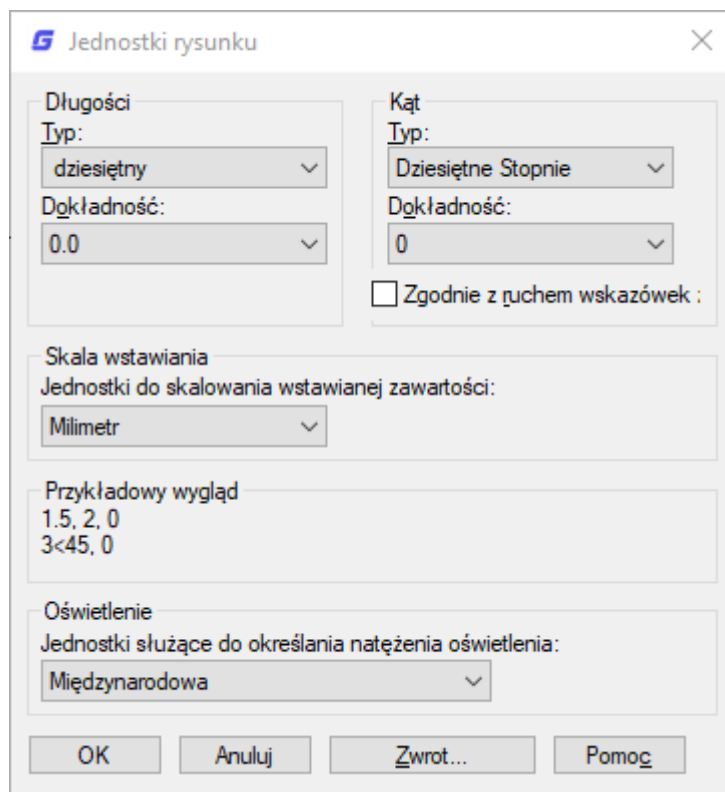 Jednostki rysunku
Długości
Typ:
dziesiętny
Dokładność:
0.0
Kąt
Typ:
Dziesiętne Stopnie
Dokładność:
0
Zgodnie z ruchem wskazówek
Skala wstawiania
Jednostki do skalowania wstawianej zawartości:
Milimetr
Przykładowy wygląd
1.5, 2, 0
3<45, 0
Oświetlenie
Jednostki służące do określania natężenia oświetlenia:
Międzynarodowa
OK
Anuluj
Zwrot...
Pomoc